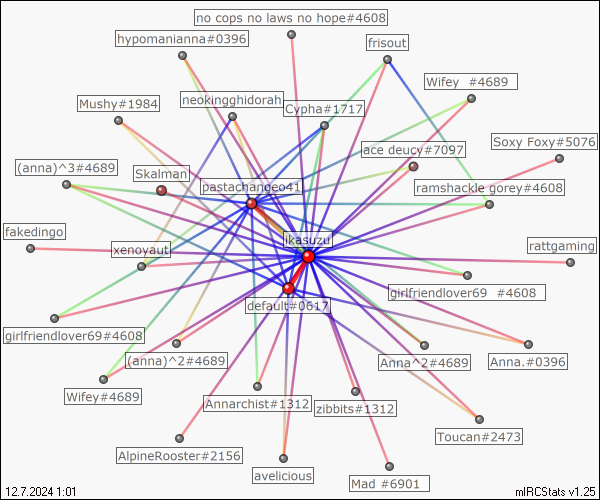 no cops no laws no hope#4608
hypomanianna#0396
frisout
Wifey  #4689
Mushy#1984
neokingghidorah
Cypha#1717
Soxy Foxy#5076
ace deucy#7097
(anna)^3#4689
Skalman
pastachangeo41
ramshackle gorey#4608
fakedingo
ikasuzu
xenoyaut
rattgaming
girlfriendlover69  #4608
default#0617
girlfriendlover69#4608
(anna)^2#4689
Anna^2#4689
Anna.#0396
Wifey#4689
Annarchist#1312
zibbits#1312
Toucan#2473
AlpineRooster#2156
avelicious
Mad #6901
12.7.2024 1:01
mIRCStats v1.25